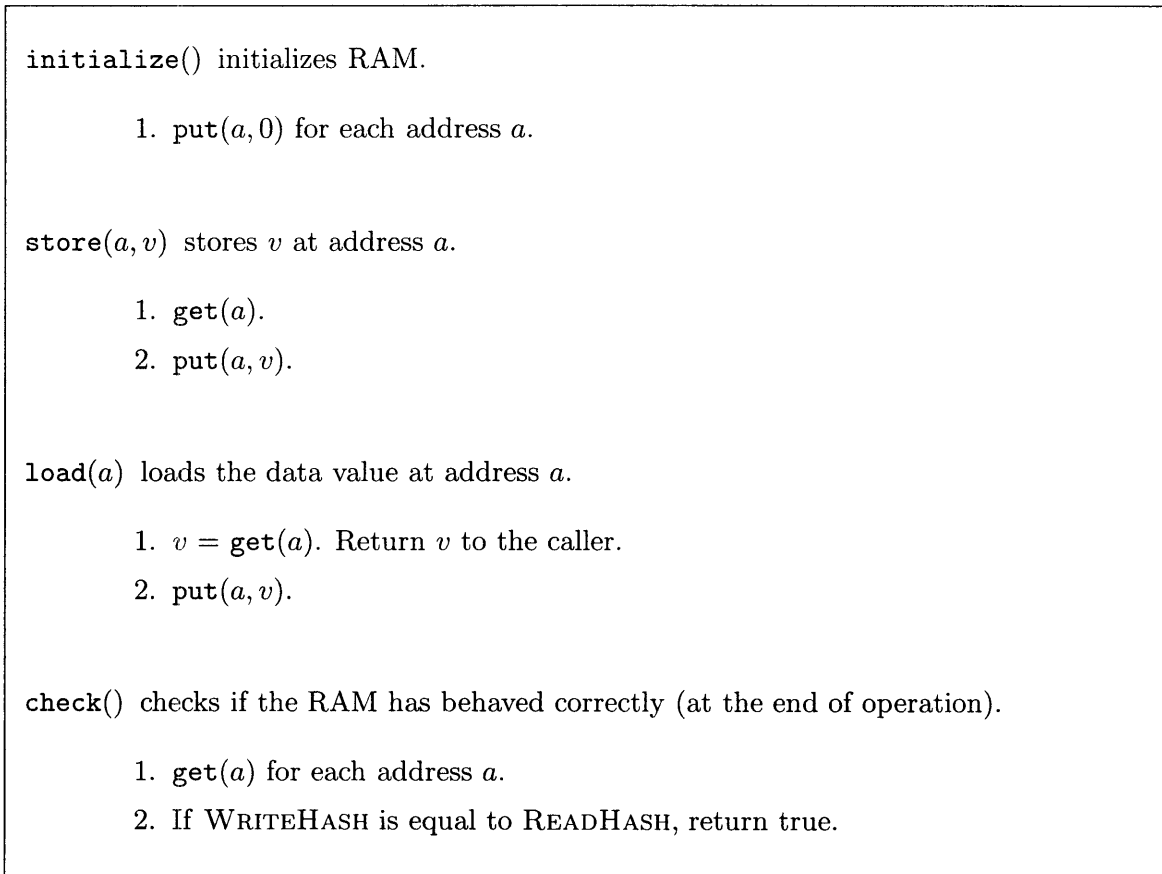 initialize() initializes RAM.
1. put(a, 0) for each address a.
store(a, v) stores v at address a.
1. get(a).
2. put(a, v).
load(a) loads the data value at address a.
1. v = get(a). Return v to the caller.
2. put(a, v).
check() checks if the RAM has behaved correctly (at the end of operation).
1. get(a) for each address a.
2. If WRITEHASH is equal to READHASH, return true.